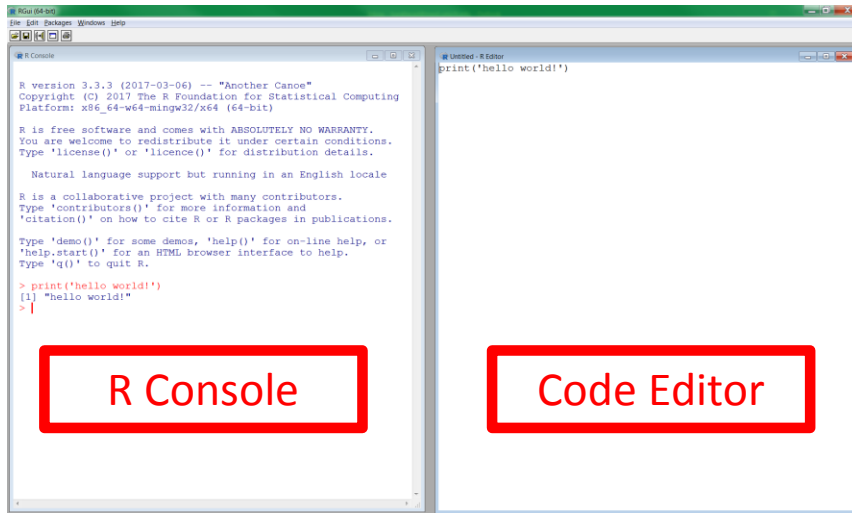 RGui (64-bit)
File Edit Packages Windows Help
R Console
R version 3.3.3 (2017-03-06) -- "Another Canoe"
Copyright (C) 2017 The R Foundation for Statistical Computing
Platform: x86_64-w64-mingw32/x64 (64-bit)
R is free software and comes with ABSOLUTELY NO WARRANTY.
You are welcome to redistribute it under certain conditions.
Type 'license()' or 'licence()' for distribution details.
Natural language support but running in an English locale
R is a collaborative project with many contributors.
Type 'contributors()' for more information and
'citation()' on how to cite R or R packages in publications.
Type 'demo()' for some demos, 'help()' for on-line help, or
'help.start()' for an HTML browser interface to help.
Type 'q()' to quit R.
> print('hello world!')
[1] "hello world!"
>
R Console
Untitled - R Editor
print('hello world!')
Code Editor